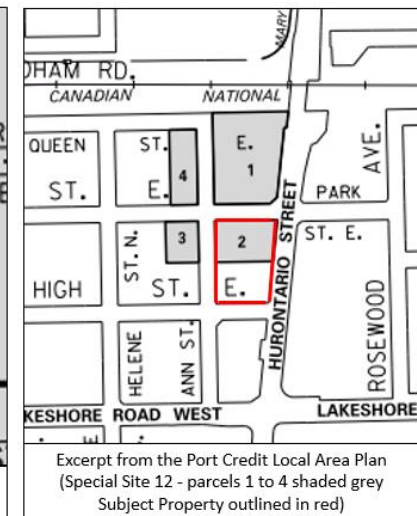 MARY
DHAM RD.
CANADIAN NATIONAL
QUEEN ST. E.
1
4
AVE.
ST. E.
PARK
3
2
ST. E.
ST. N.
HURONTARIO STREET
HIGH ST. E.
HELENE
ANN ST.
ROSEWOOD
KESHORE ROAD WEST
LAKESHORE
Excerpt from the Port Credit Local Area Plan
(Special Site 12 - parcels 1 to 4 shaded grey
Subject Property outlined in red)